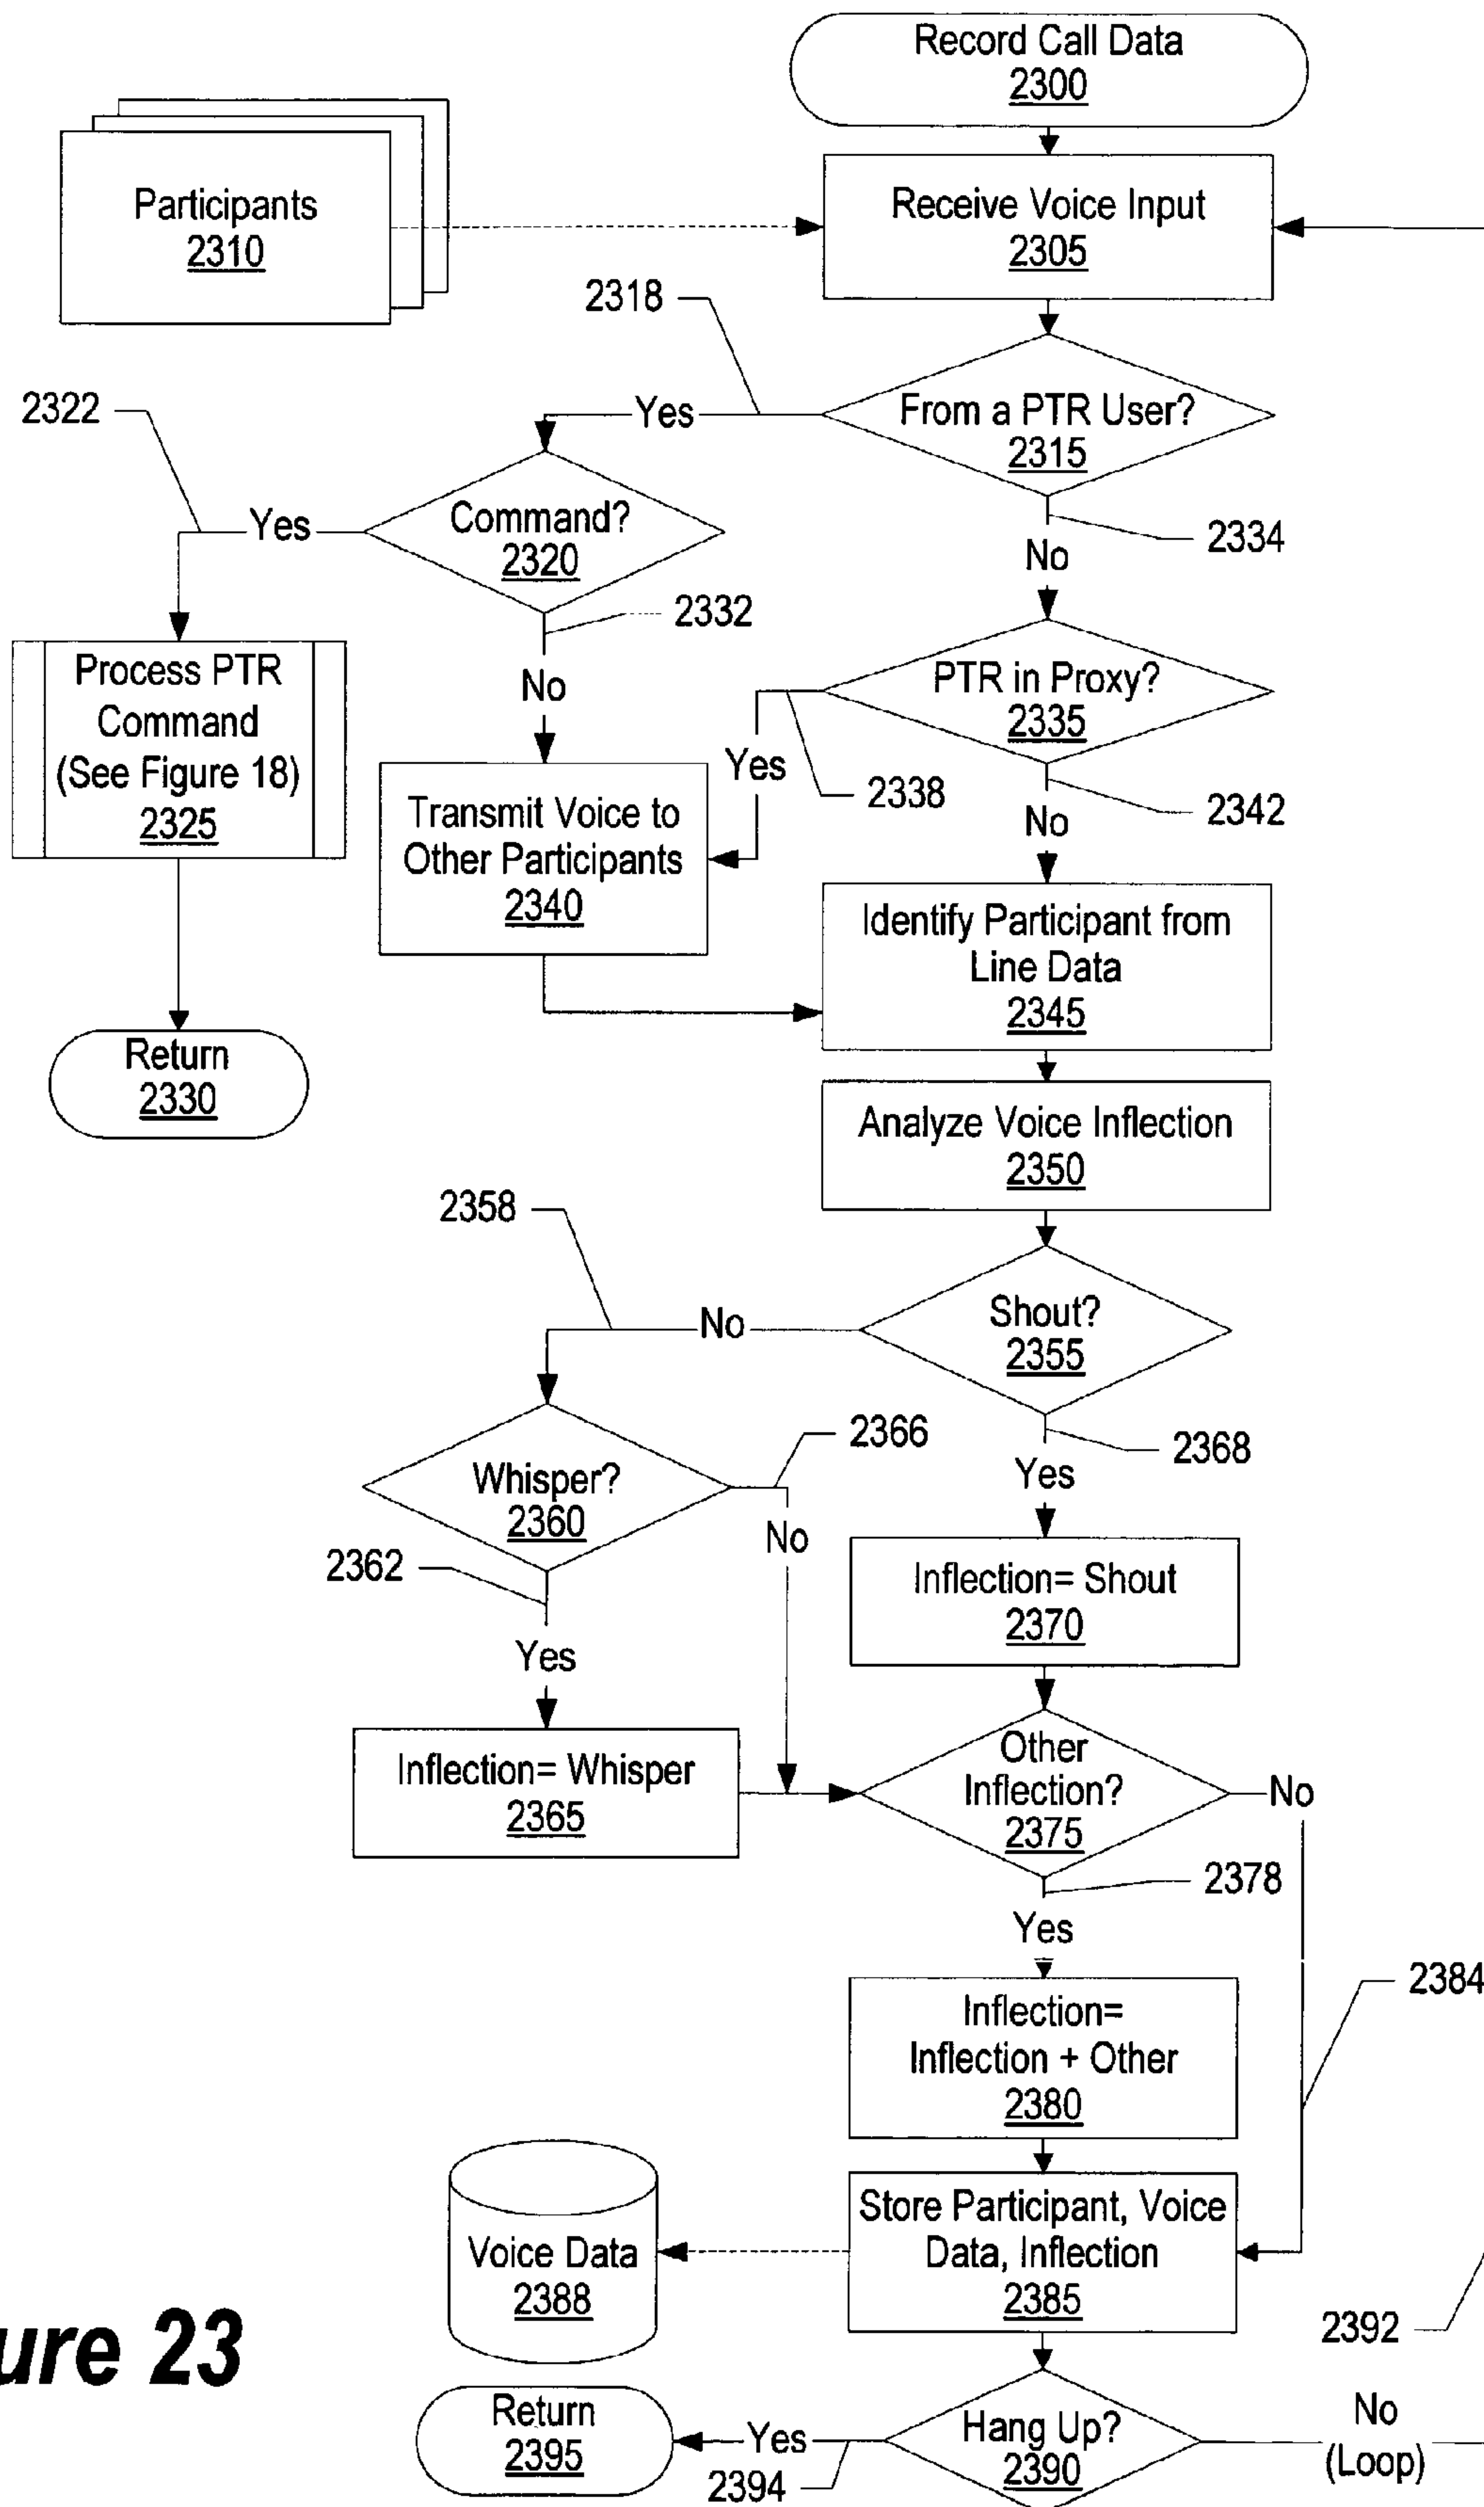 Record Call Data
2300
Participants
2310
Receive Voice Input
2305
2318
2322
Yes
From a PTR User?
2315
Yes
Command?
2320
2334
No
2332
Process PTR
Command
(See Figure 18)
2325
No
PTR in Proxy?
2335
Yes
2338
2342
No
Transmit Voice to
Other Participants
2340
Identify Participant from
Line Data
2345
Return
2330
Analyze Voice Inflection
2350
2358
No
Shout?
2355
2366
2368
Yes
Whisper?
2360
No
2362
Yes
Inflection= Shout
2370
Inflection= Whisper
2365
Other
Inflection?
2375
No
2378
Yes
2384
Inflection=
Inflection + Other
2380
Voice Data
2388
Store Participant, Voice
Data, Inflection
2385
2392
ure 23
Return
2395
Yes
2394
Hang Up?
2390
No
(Loop)